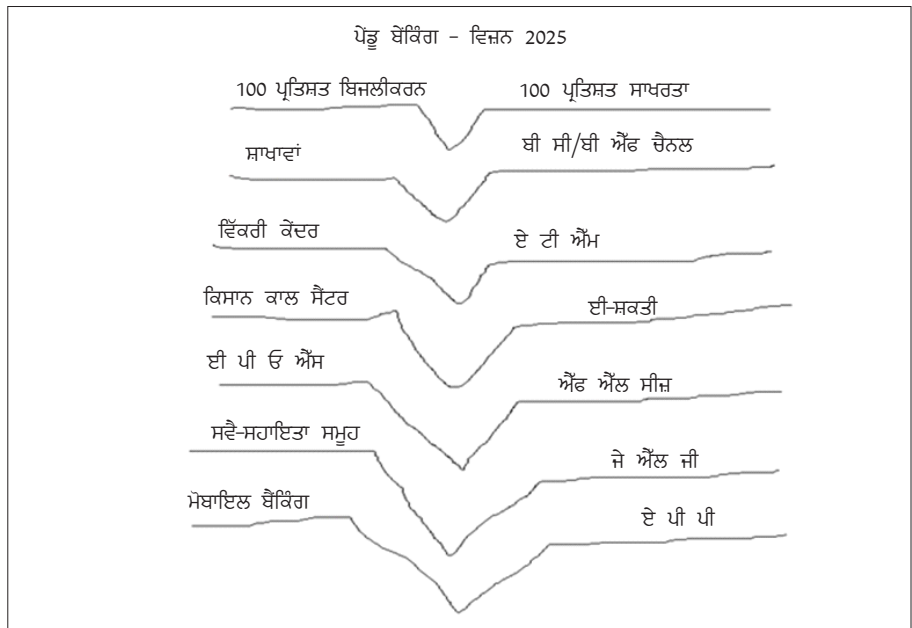 ਪੇਂਡੂ ਬੇਂਕਿੰਗ - ਵਿਜ਼ਨ 2025
100 ਪ੍ਰਤਿਸ਼ਤ ਬਿਜਲੀਕਰਨ
100 ਪ੍ਰਤਿਸ਼ਤ ਸਾਖਰਤਾ
ਸ਼ਾਖਾਵਾਂ
ਬੀ ਸੀ/ਬੀ ਐੱਫ ਚੈਨਲ
ਵਿੱਕਰੀ ਕੇਂਦਰ
ਏ ਟੀ ਐੱਮ
ਕਿਸਾਨ ਕਾਲ ਸੈਂਟਰ
ਈ-ਸ਼ਕਤੀ
ਈ ਪੀ ਓ ਐੱਸ
ਐੱਫ ਐੱਲ ਸੀਜ਼
ਸਵੈ-ਸਹਾਇਤਾ ਸਮੂਹ
ਜੇ ਐੱਲ ਜੀ
ਮੋਬਾਇਲ ਬੈਂਕਿੰਗ
ਏ ਪੀ ਪੀ